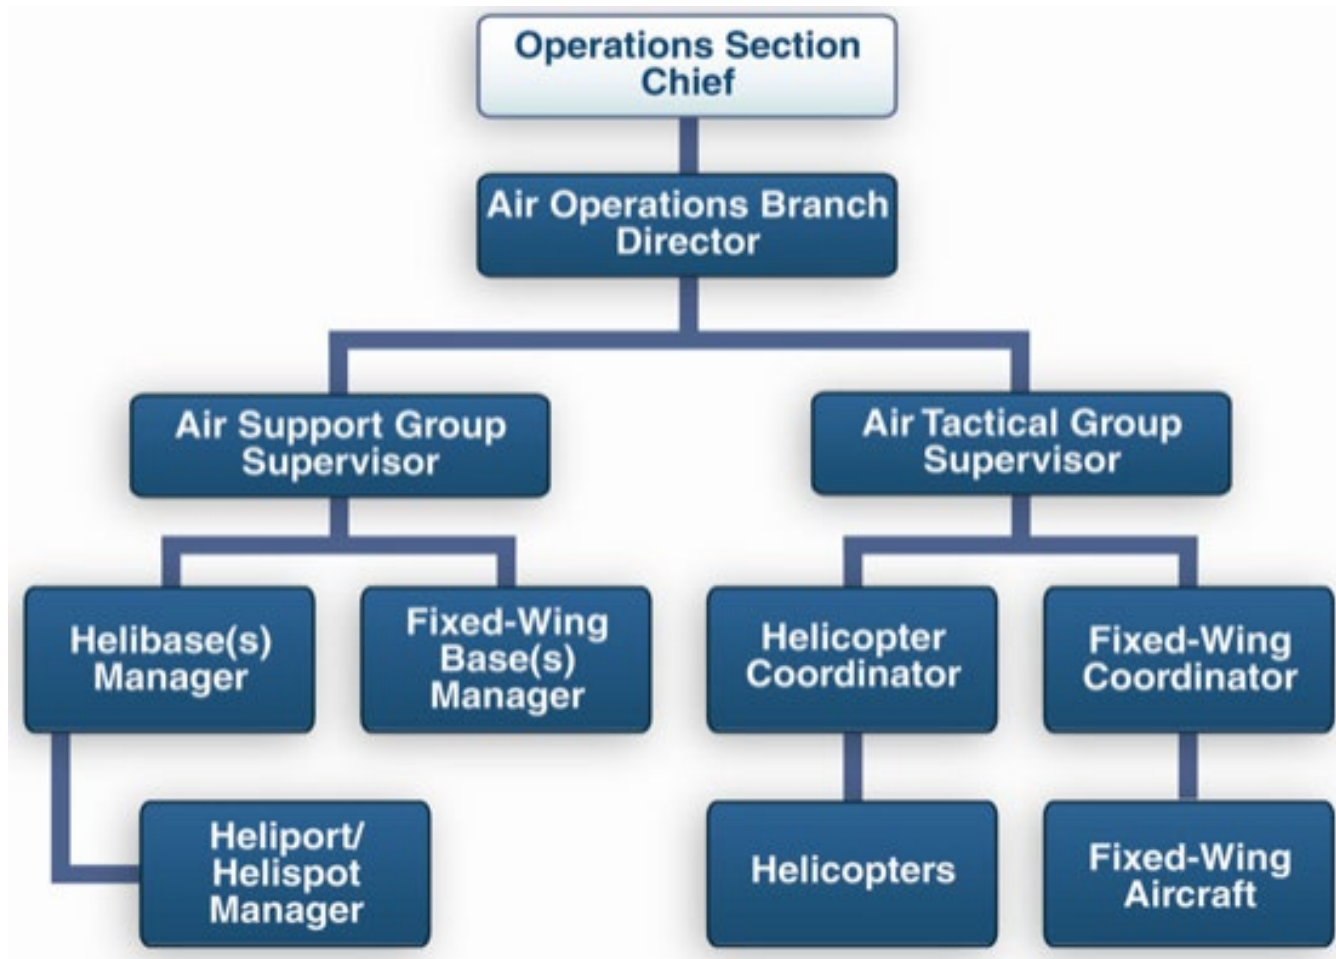 Operations Section
Chief
Air Operations Branch
Director
Air Support Group
Supervisor
Air Tactical Group
Supervisor
Helibase(s)
Manager
Fixed-Wing
Base(s)
Manager
Helicopter
Coordinator
Fixed-Wing
Coordinator
Heliport/
Helispot
Manager
Helicopters
Fixed-Wing
Aircraft